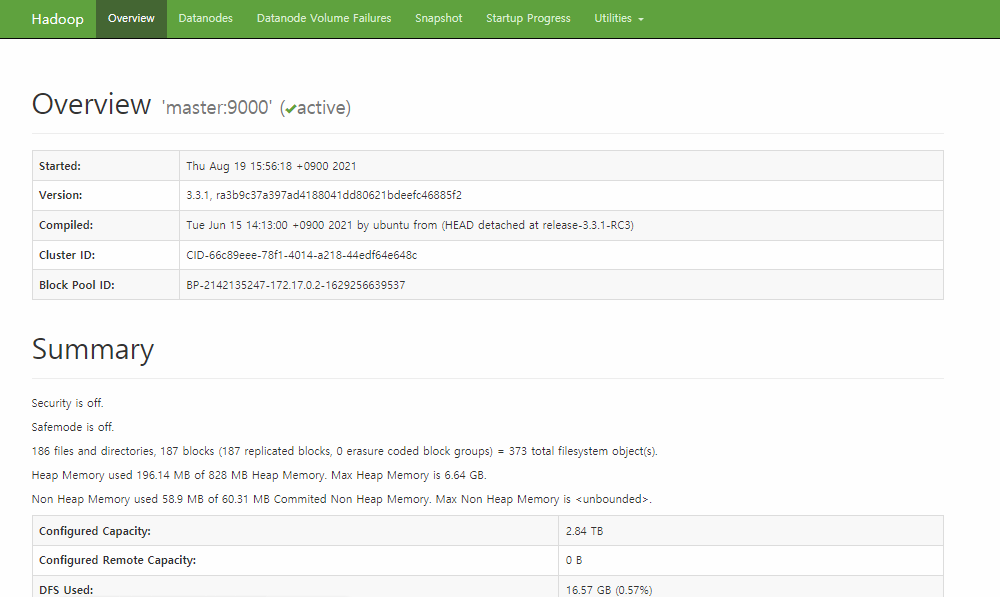 Hadoop Overview Datanodes Datanode Volume Failures Snapshot Startup Progress Utilities
Overview 'master:9000' (✔active)
Started: Thu Aug 19 15:56:18 +0900 2021
Version: 3.3.1, ra3b9c37a397ad4188041dd80621bdeefc46885f2
Compiled: Tue Jun 15 14:13:00 +0900 2021 by ubuntu from (HEAD detached at release-3.3.1-RC3)
Cluster ID: CID-66c89eee-78f1-4014-a218-44edf64e648c
Block Pool ID: BP-2142135247-172.17.0.2-1629256639537
Summary
Security is off.
Safemode is off.
186 files and directories, 187 blocks (187 replicated blocks, 0 erasure coded block groups) = 373 total filesystem object(s).
Heap Memory used 196.14 MB of 828 MB Heap Memory. Max Heap Memory is 6.64 GB.
Non Heap Memory used 58.9 MB of 60.31 MB Commited Non Heap Memory. Max Non Heap Memory is <unbounded>.
Configured Capacity: 2.84 TB
Configured Remote Capacity: 0 B
DFS Used: 16.57 GB (0.57%)